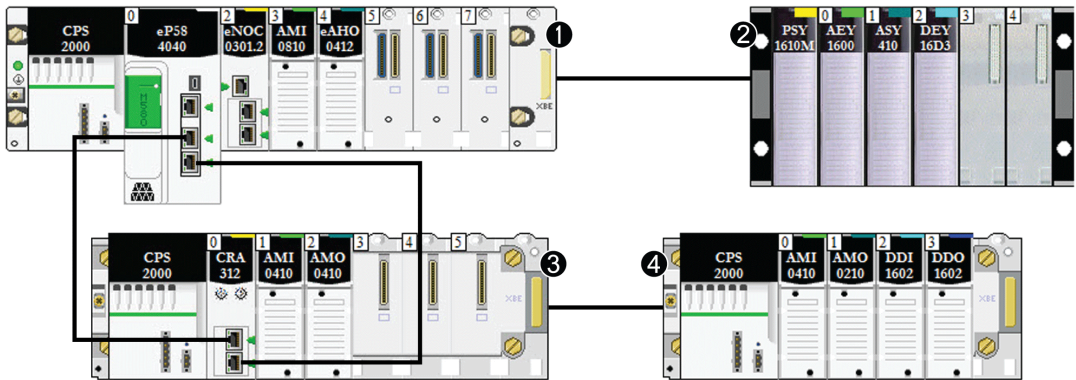 0 2 3 4 5 6 7
CPS 2000
eP58 4040
eNOC 0301.2
AMI 0810
eAHO 0412
XBE
1
2
0 1 2 3 4
PSY 1610M
AEY 1600
ASY 410
DEY 16D3
0 1 2 3 4 5
CPS 2000
CRA 312
AMI 0410
AMO 0410
XBE
3
4
0 1 2 3
CPS 2000
AMI 0410
AMO 0210
DDI 1602
DDO 1602
XBE